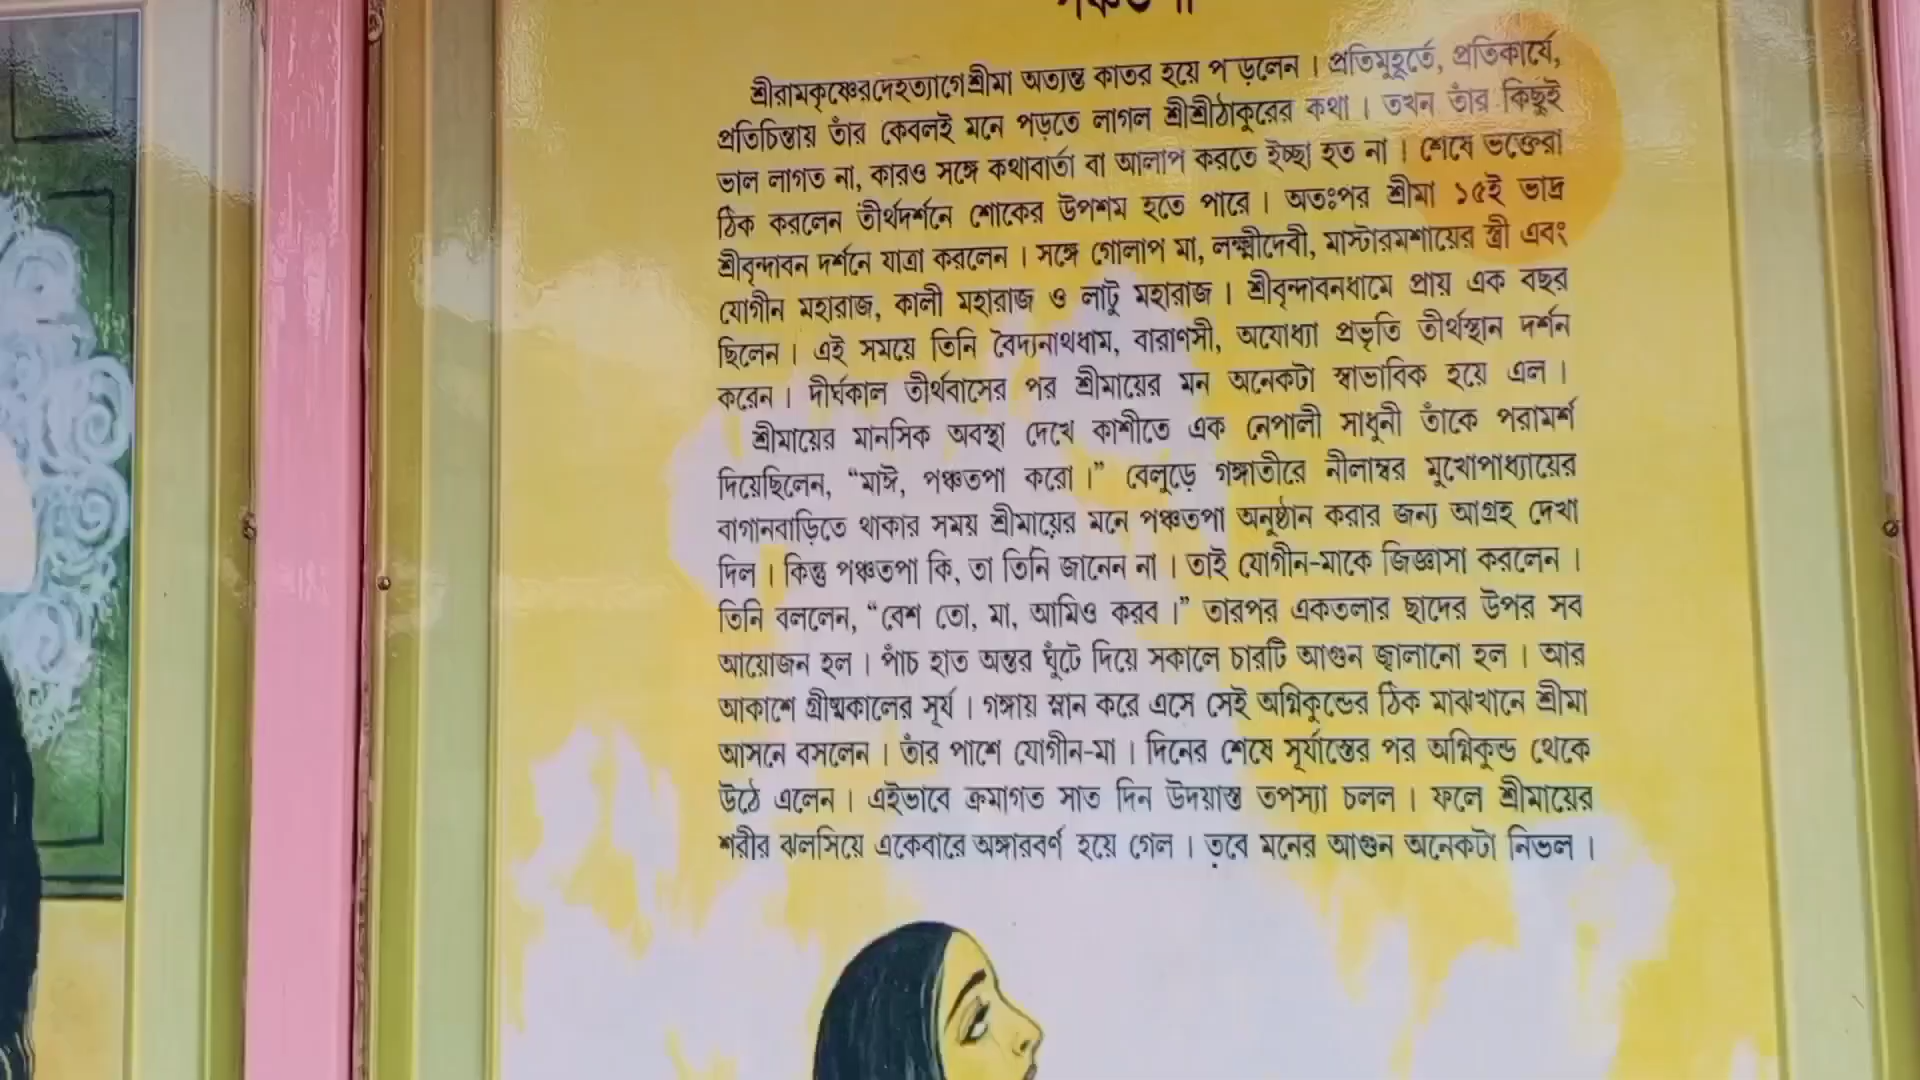 শ্রীরামকৃষ্ণেরদেহত্যাগেশ্রীমা অত্যন্ত কাতর হয়ে পড়লেন । প্রতিমুহূর্তে, প্রতিকার্যে,
প্রতিচিন্তায় তাঁর কেবলই মনে পড়তে লাগল শ্রীশ্রীঠাকুরের কথা । তখন তাঁর কিছুই
ভাল লাগত না, কারও সঙ্গে কথাবার্তা বা আলাপ করতে ইচ্ছা হত না । শেষে ভক্তেরা
ঠিক করলেন তীর্থদর্শনে শোকের উপশম হতে পারে । অতঃপর শ্রীমা ১৫ই ভাদ্র
শ্রীবৃন্দাবন দর্শনে যাত্রা করলেন । সঙ্গে গোলাপ মা, লক্ষ্মীদেবী, মাস্টারমশায়ের স্ত্রী এবং
যোগীন মহারাজ, কালী মহারাজ ও লাটু মহারাজ । শ্রীবৃন্দাবনধামে প্রায় এক বছর
ছিলেন । এই সময়ে তিনি বৈদ্যনাথধাম, বারাণসী, অযোধ্যা প্রভৃতি তীর্থস্থান দর্শন
করেন । দীর্ঘকাল তীর্থবাসের পর শ্রীমায়ের মন অনেকটা স্বাভাবিক হয়ে এল ।
শ্রীমায়ের মানসিক অবস্থা দেখে কাশীতে এক নেপালী সাধুনী তাঁকে পরামর্শ
দিয়েছিলেন, “মাঈ, পঞ্চতপা করো ।” বেলুড়ে গঙ্গাতীরে নীলাম্বর মুখোপাধ্যায়ের
বাগানবাড়িতে থাকার সময় শ্রীমায়ের মনে পঞ্চতপা অনুষ্ঠান করার জন্য আগ্রহ দেখা
দিল । কিন্তু পঞ্চতপা কি, তা তিনি জানেন না । তাই যোগীন-মাকে জিজ্ঞাসা করলেন ।
তিনি বললেন, “বেশ তো, মা, আমিও করব ।” তারপর একতলার ছাদের উপর সব
আয়োজন হল । পাঁচ হাত অন্তর ঘুঁটে দিয়ে সকালে চারটি আগুন জ্বালানো হল । আর
আকাশে গ্রীষ্মকালের সূর্য । গঙ্গায় স্নান করে এসে সেই অগ্নিকুন্ডের ঠিক মাঝখানে শ্রীমা
আসনে বসলেন । তাঁর পাশে যোগীন-মা । দিনের শেষে সূর্যাস্তের পর অগ্নিকুন্ড থেকে
উঠে এলেন । এইভাবে ক্রমাগত সাত দিন উদয়াস্ত তপস্যা চলল । ফলে শ্রীমায়ের
শরীর ঝলসিয়ে একেবারে অঙ্গারবর্ণ হয়ে গেল । তবে মনের আগুন অনেকটা নিভল ।